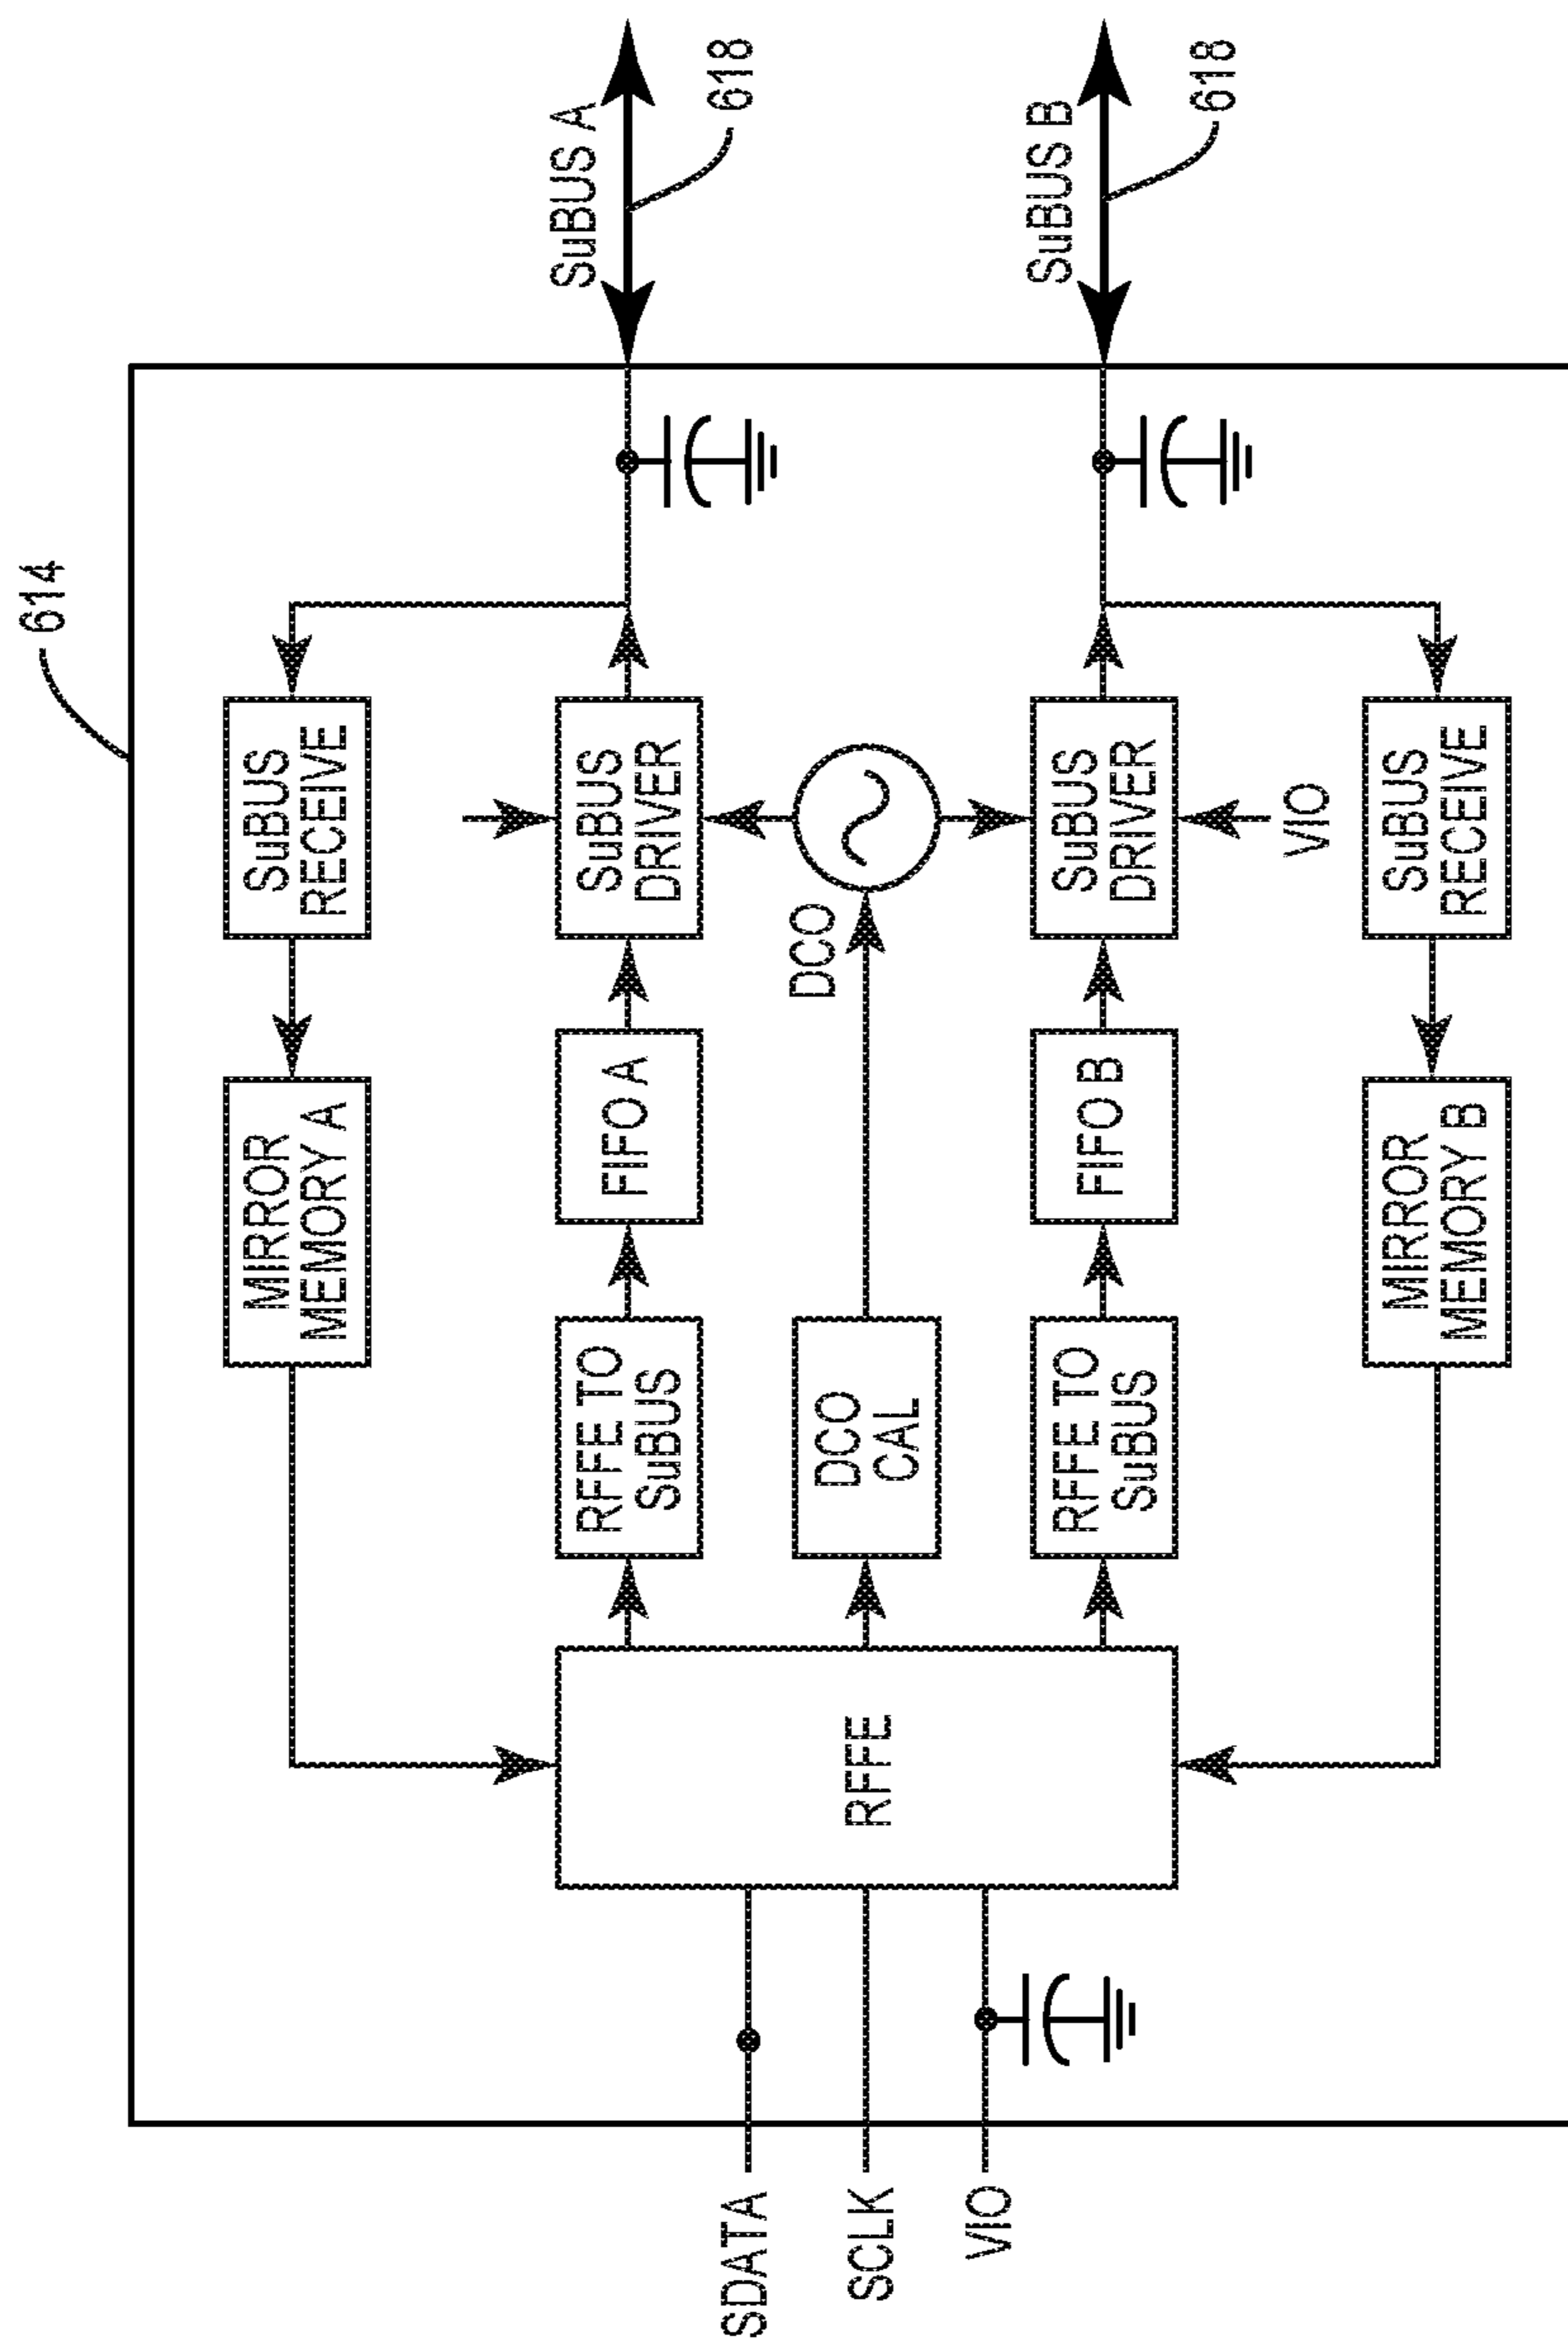 614
SuBUS
RECEIVE
MIRROR
MEMORY A
SuBUS A
618
SuBUS
DRIVER
FIFO A
RFFE TO
SuBUS
SDATA
SCLK
VIO
RFFE
DCO
CAL
DCO
SuBUS B
618
SuBUS
DRIVER
FIFO B
RFFE TO
SuBUS
VIO
SuBUS
RECEIVE
MIRROR
MEMORY B